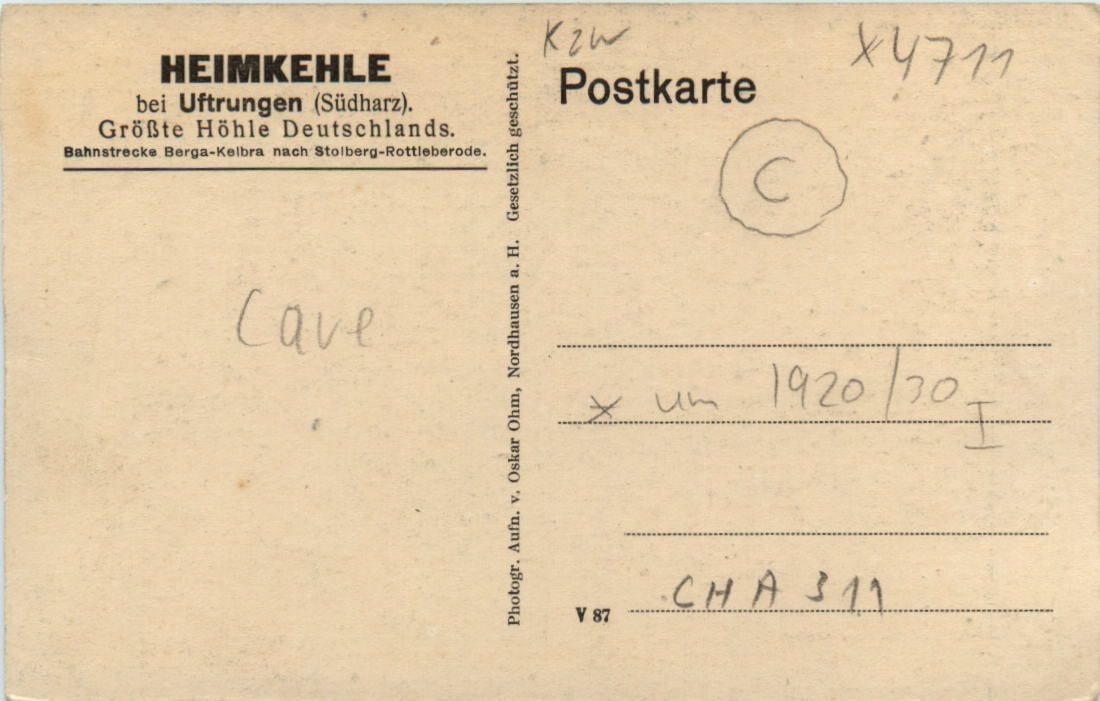 HEIMKEHLE
bei Uftrungen (Südharz).
Größte Höhle Deutschlands.
Bahnstrecke Berga-Kelbra nach Stolberg-Rottleberode.
Cave
Photogr. Aufn. v. Oskar Ohm, Nordhausen a. H. Gesetzlich geschützt.
Kzw
X4711
Postkarte
C
x um 1920/30 I
CHA 311
V 87